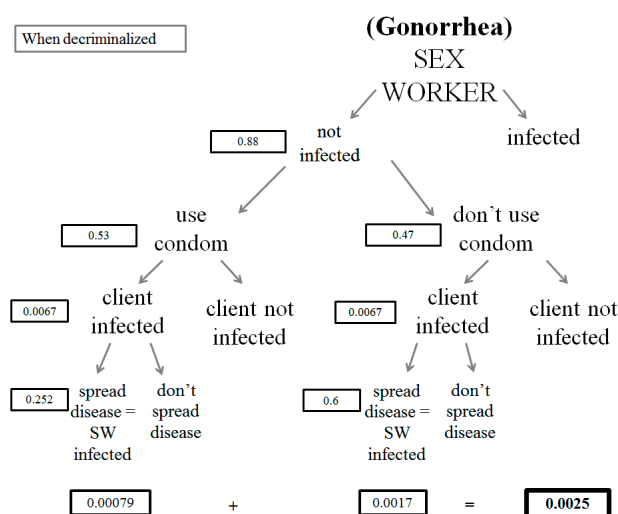 When decriminalized
(Gonorrhea)
SEX
WORKER
0.88
not
infected
infected
0.53
use
condom
0.47
don't use
condom
0.0067
client
infected
client not
infected
0.0067
client
infected
client not
infected
0.252
spread
disease =
SW
infected
don't
spread
disease
0.6
spread
disease =
SW
infected
don't
spread
disease
0.00079 + 0.0017 = 0.0025